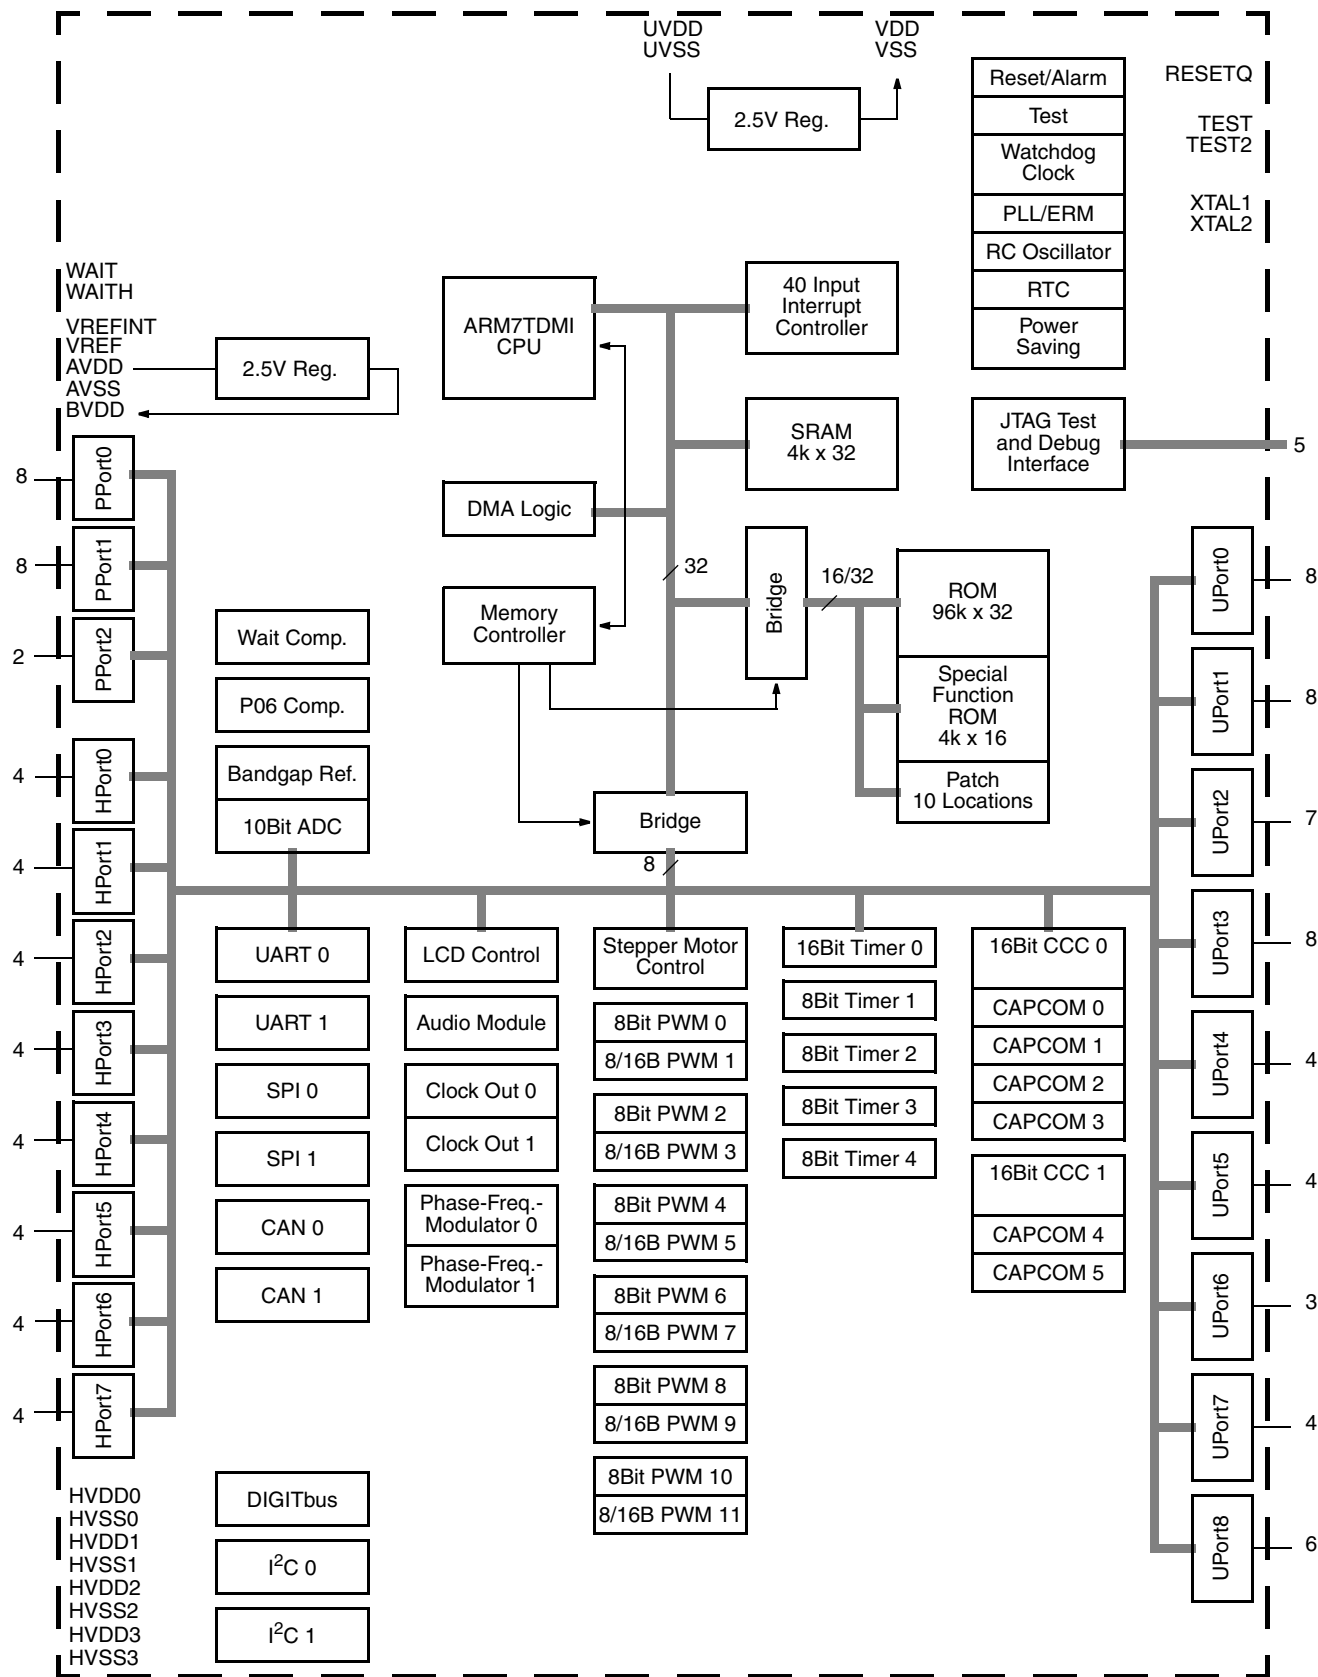 UVDD
UVSS
VDD
VSS
2.5V Reg.
Reset/Alarm
Test
Watchdog
Clock
PLL/ERM
RC Oscillator
RTC
Power
Saving
RESETQ
TEST
TEST2
XTAL1
XTAL2
WAIT
WAITH
VREFINT
VREF
AVDD
AVSS
BVDD
2.5V Reg.
ARM7TDMI
CPU
40 Input
Interrupt
Controller
SRAM
4k x 32
JTAG Test
and Debug
Interface
5
DMA Logic
Memory
Controller
32
Bridge
16/32
ROM
96k x 32
Special
Function
ROM
4k x 16
Patch
10 Locations
Bridge
8
8
PPort0
8
PPort1
2
PPort2
4
HPort0
4
HPort1
4
HPort2
4
HPort3
4
HPort4
4
HPort5
4
HPort6
4
HPort7
HVDD0
HVSS0
HVDD1
HVSS1
HVDD2
HVSS2
HVDD3
HVSS3
Wait Comp.
P06 Comp.
Bandgap Ref.
10Bit ADC
UART 0
UART 1
SPI 0
SPI 1
CAN 0
CAN 1
DIGITbus
I²C 0
I²C 1
LCD Control
Audio Module
Clock Out 0
Clock Out 1
Phase-Freq.-
Modulator 0
Phase-Freq.-
Modulator 1
Stepper Motor
Control
8Bit PWM 0
8/16B PWM 1
8Bit PWM 2
8/16B PWM 3
8Bit PWM 4
8/16B PWM 5
8Bit PWM 6
8/16B PWM 7
8Bit PWM 8
8/16B PWM 9
8Bit PWM 10
8/16B PWM 11
16Bit Timer 0
8Bit Timer 1
8Bit Timer 2
8Bit Timer 3
8Bit Timer 4
16Bit CCC 0
CAPCOM 0
CAPCOM 1
CAPCOM 2
CAPCOM 3
16Bit CCC 1
CAPCOM 4
CAPCOM 5
UPort0
8
UPort1
8
UPort2
7
UPort3
8
UPort4
4
UPort5
4
UPort6
3
UPort7
4
UPort8
6